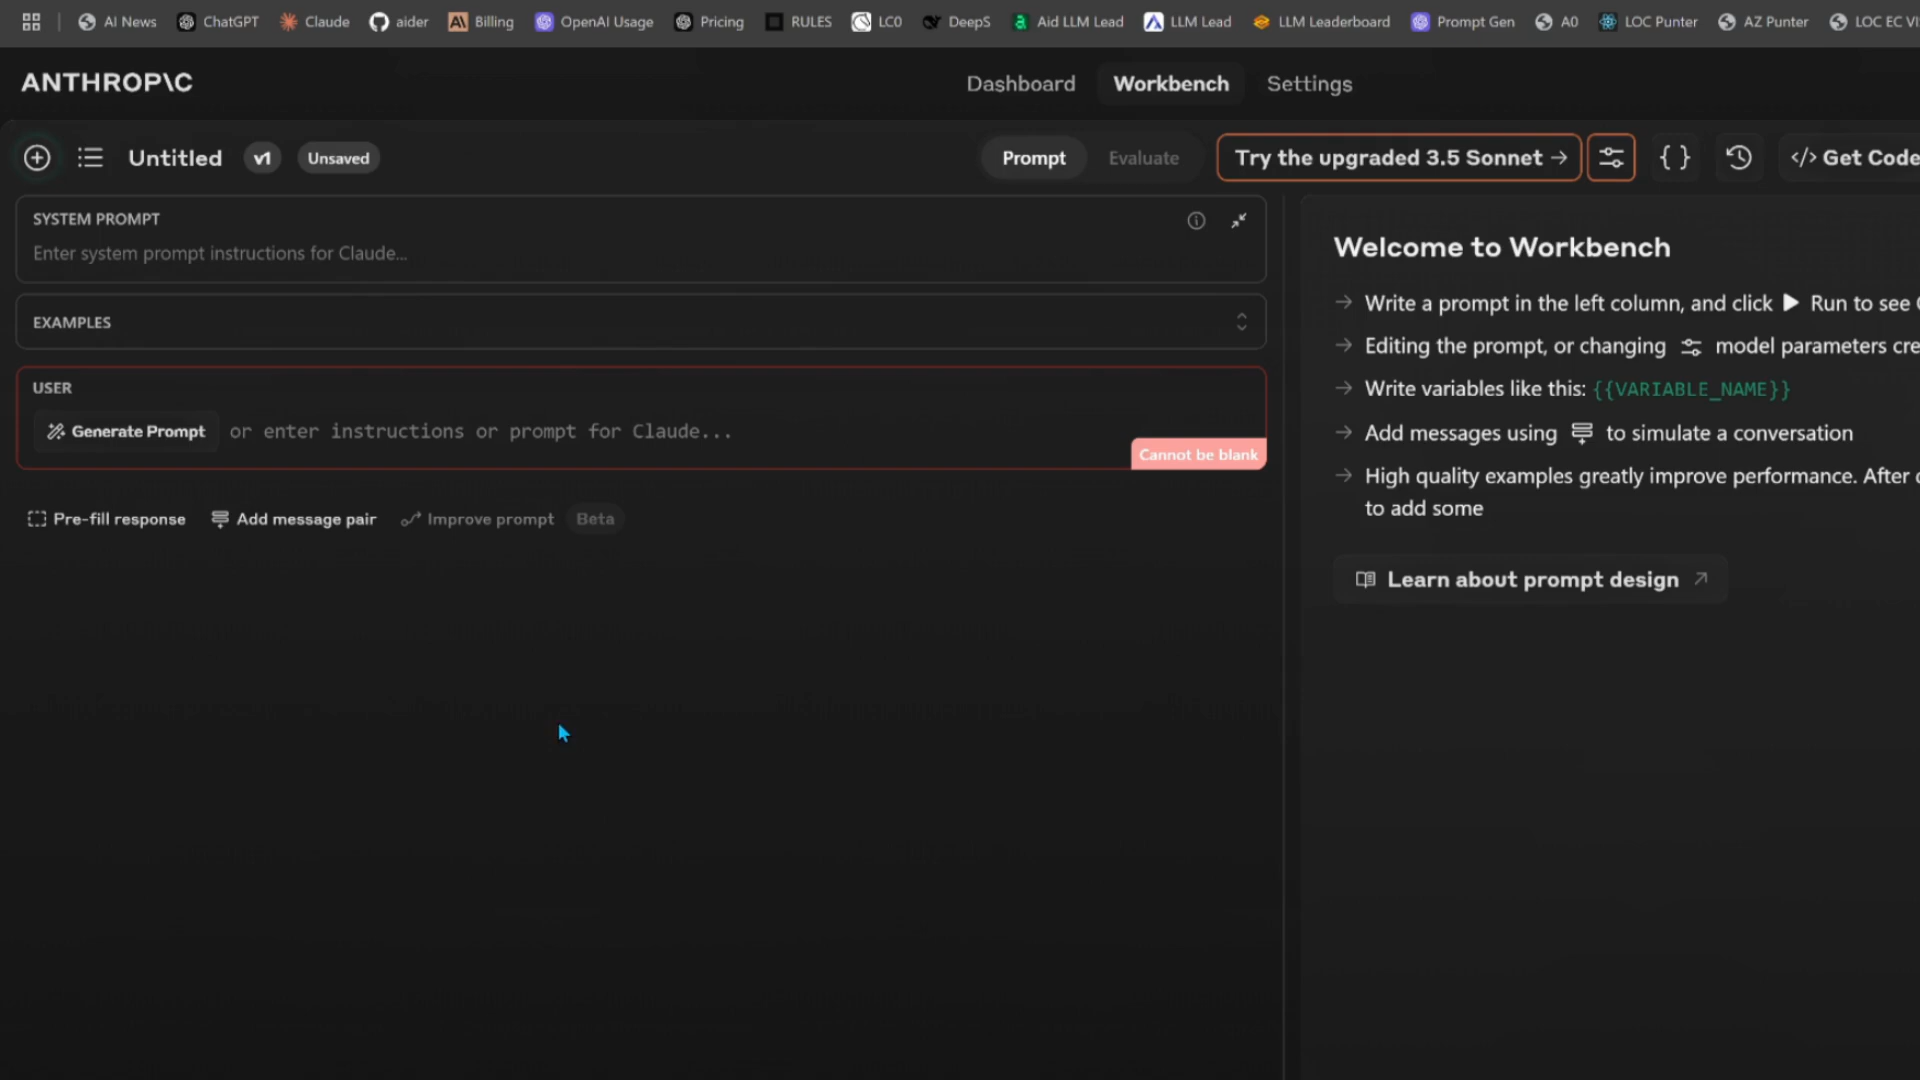 AI News ChatGPT Claude aider Billing OpenAI Usage Pricing RULES LC0 DeepS Aid LLM Lead LLM Lead LLM Leaderboard Prompt Gen A0 LOC Punter AZ Punter LOC EC
ANTHROP\C Dashboard Workbench Settings
Untitled v1 Unsaved Prompt Evaluate Try the upgraded 3.5 Sonnet → { } </> Get Code
SYSTEM PROMPT
Enter system prompt instructions for Claude...
EXAMPLES
USER
Generate Prompt or enter instructions or prompt for Claude...
Cannot be blank
Pre-fill response Add message pair Improve prompt Beta
Welcome to Workbench
→ Write a prompt in the left column, and click ▶ Run to see
→ Editing the prompt, or changing model parameters cre
→ Write variables like this: {{VARIABLE_NAME}}
→ Add messages using to simulate a conversation
→ High quality examples greatly improve performance. After
to add some
Learn about prompt design ↗